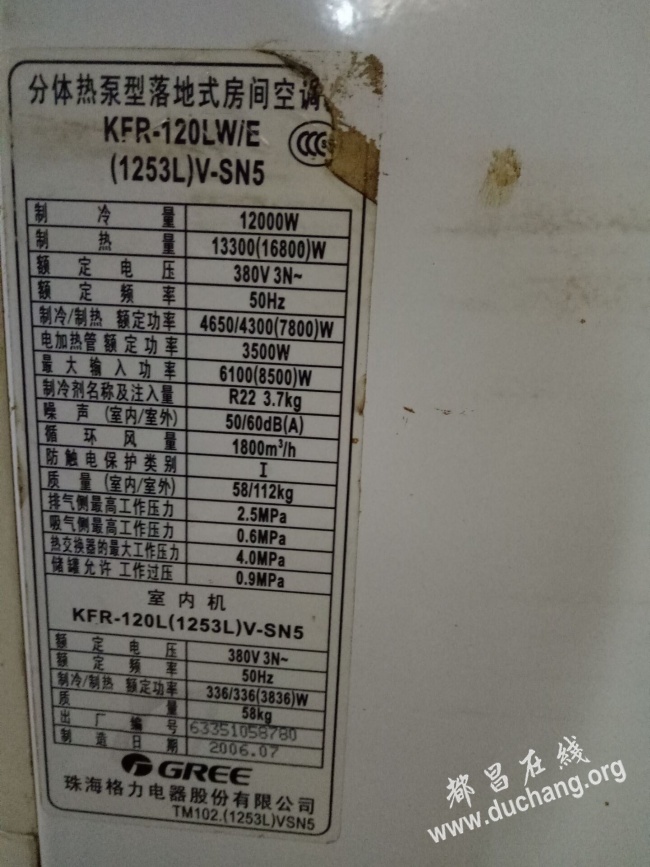 分体热泵型落地式房间空调
KFR-120LW/E
(1253L)V-SN5
制冷量 12000W
制热量 13300(16800)W
额定电压 380V 3N~
额定频率 50Hz
制冷/制热 额定功率 4650/4300(7800)W
电加热管额定功率 3500W
最大输入功率 6100(8500)W
制冷剂名称及注入量 R22 3.7kg
噪声(室内/室外) 50/60dB(A)
循环风量 1800m³/h
防触电保护类别 I
质量(室内/室外) 58/112kg
排气侧最高工作压力 2.5MPa
吸气侧最高工作压力 0.6MPa
热交换器的最大工作压力 4.0MPa
储罐允许 工作过压 0.9MPa
室内机
KFR-120L(1253L)V-SN5
额定电压 380V 3N~
额定频率 50Hz
制冷/制热 额定功率 336/336(3836)W
质量 58kg
出厂编号 63351058780
制造日期 2006.07
GREE
珠海格力电器股份有限公司
TM102.(1253L)VSN5
都昌在线
www.duchang.org